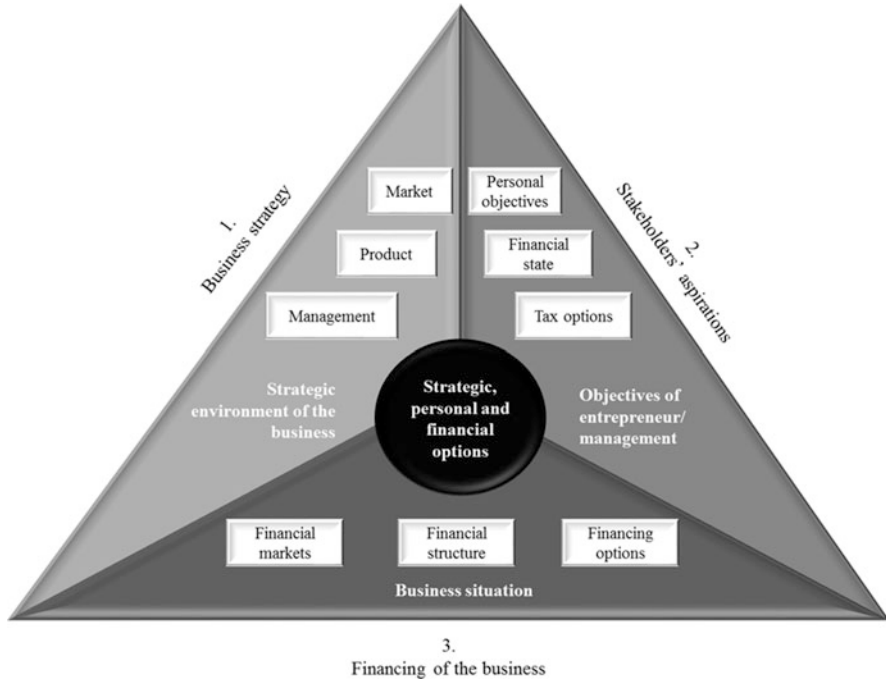 1.
Business strategy
Market
Product
Management
Strategic
environment of the
business
2.
Stakeholders' aspirations
Personal
objectives
Financial
state
Tax options
Objectives of
entrepreneur/
management
Strategic,
personal and
financial
options
Financial
markets
Financial
structure
Financing
options
Business situation
3.
Financing of the business